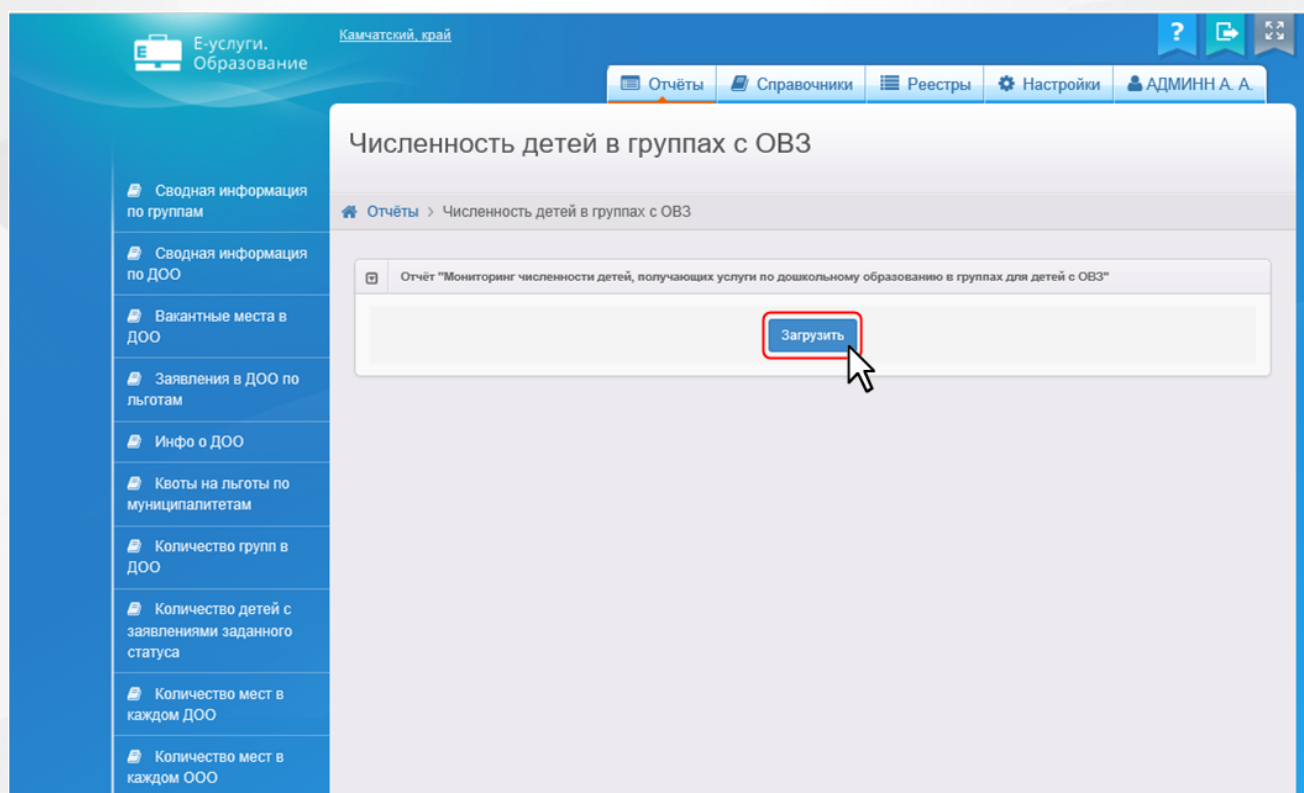 Е-услуги.
Образование
Камчатский, край
?
Отчёты
Справочники
Реестры
Настройки
АДМИНН А. А.
Численность детей в группах с ОВЗ
Отчёты > Численность детей в группах с ОВЗ
Сводная информация
по группам
Сводная информация
по ДОО
Вакантные места в
ДОО
Заявления в ДОО по
льготам
Инфо о ДОО
Квоты на льготы по
муниципалитетам
Количество групп в
ДОО
Количество детей с
заявлениями заданного
статуса
Количество мест в
каждом ДОО
Количество мест в
каждом ООО
Отчёт "Мониторинг численности детей, получающих услуги по дошкольному образованию в группах для детей с ОВЗ"
Загрузить